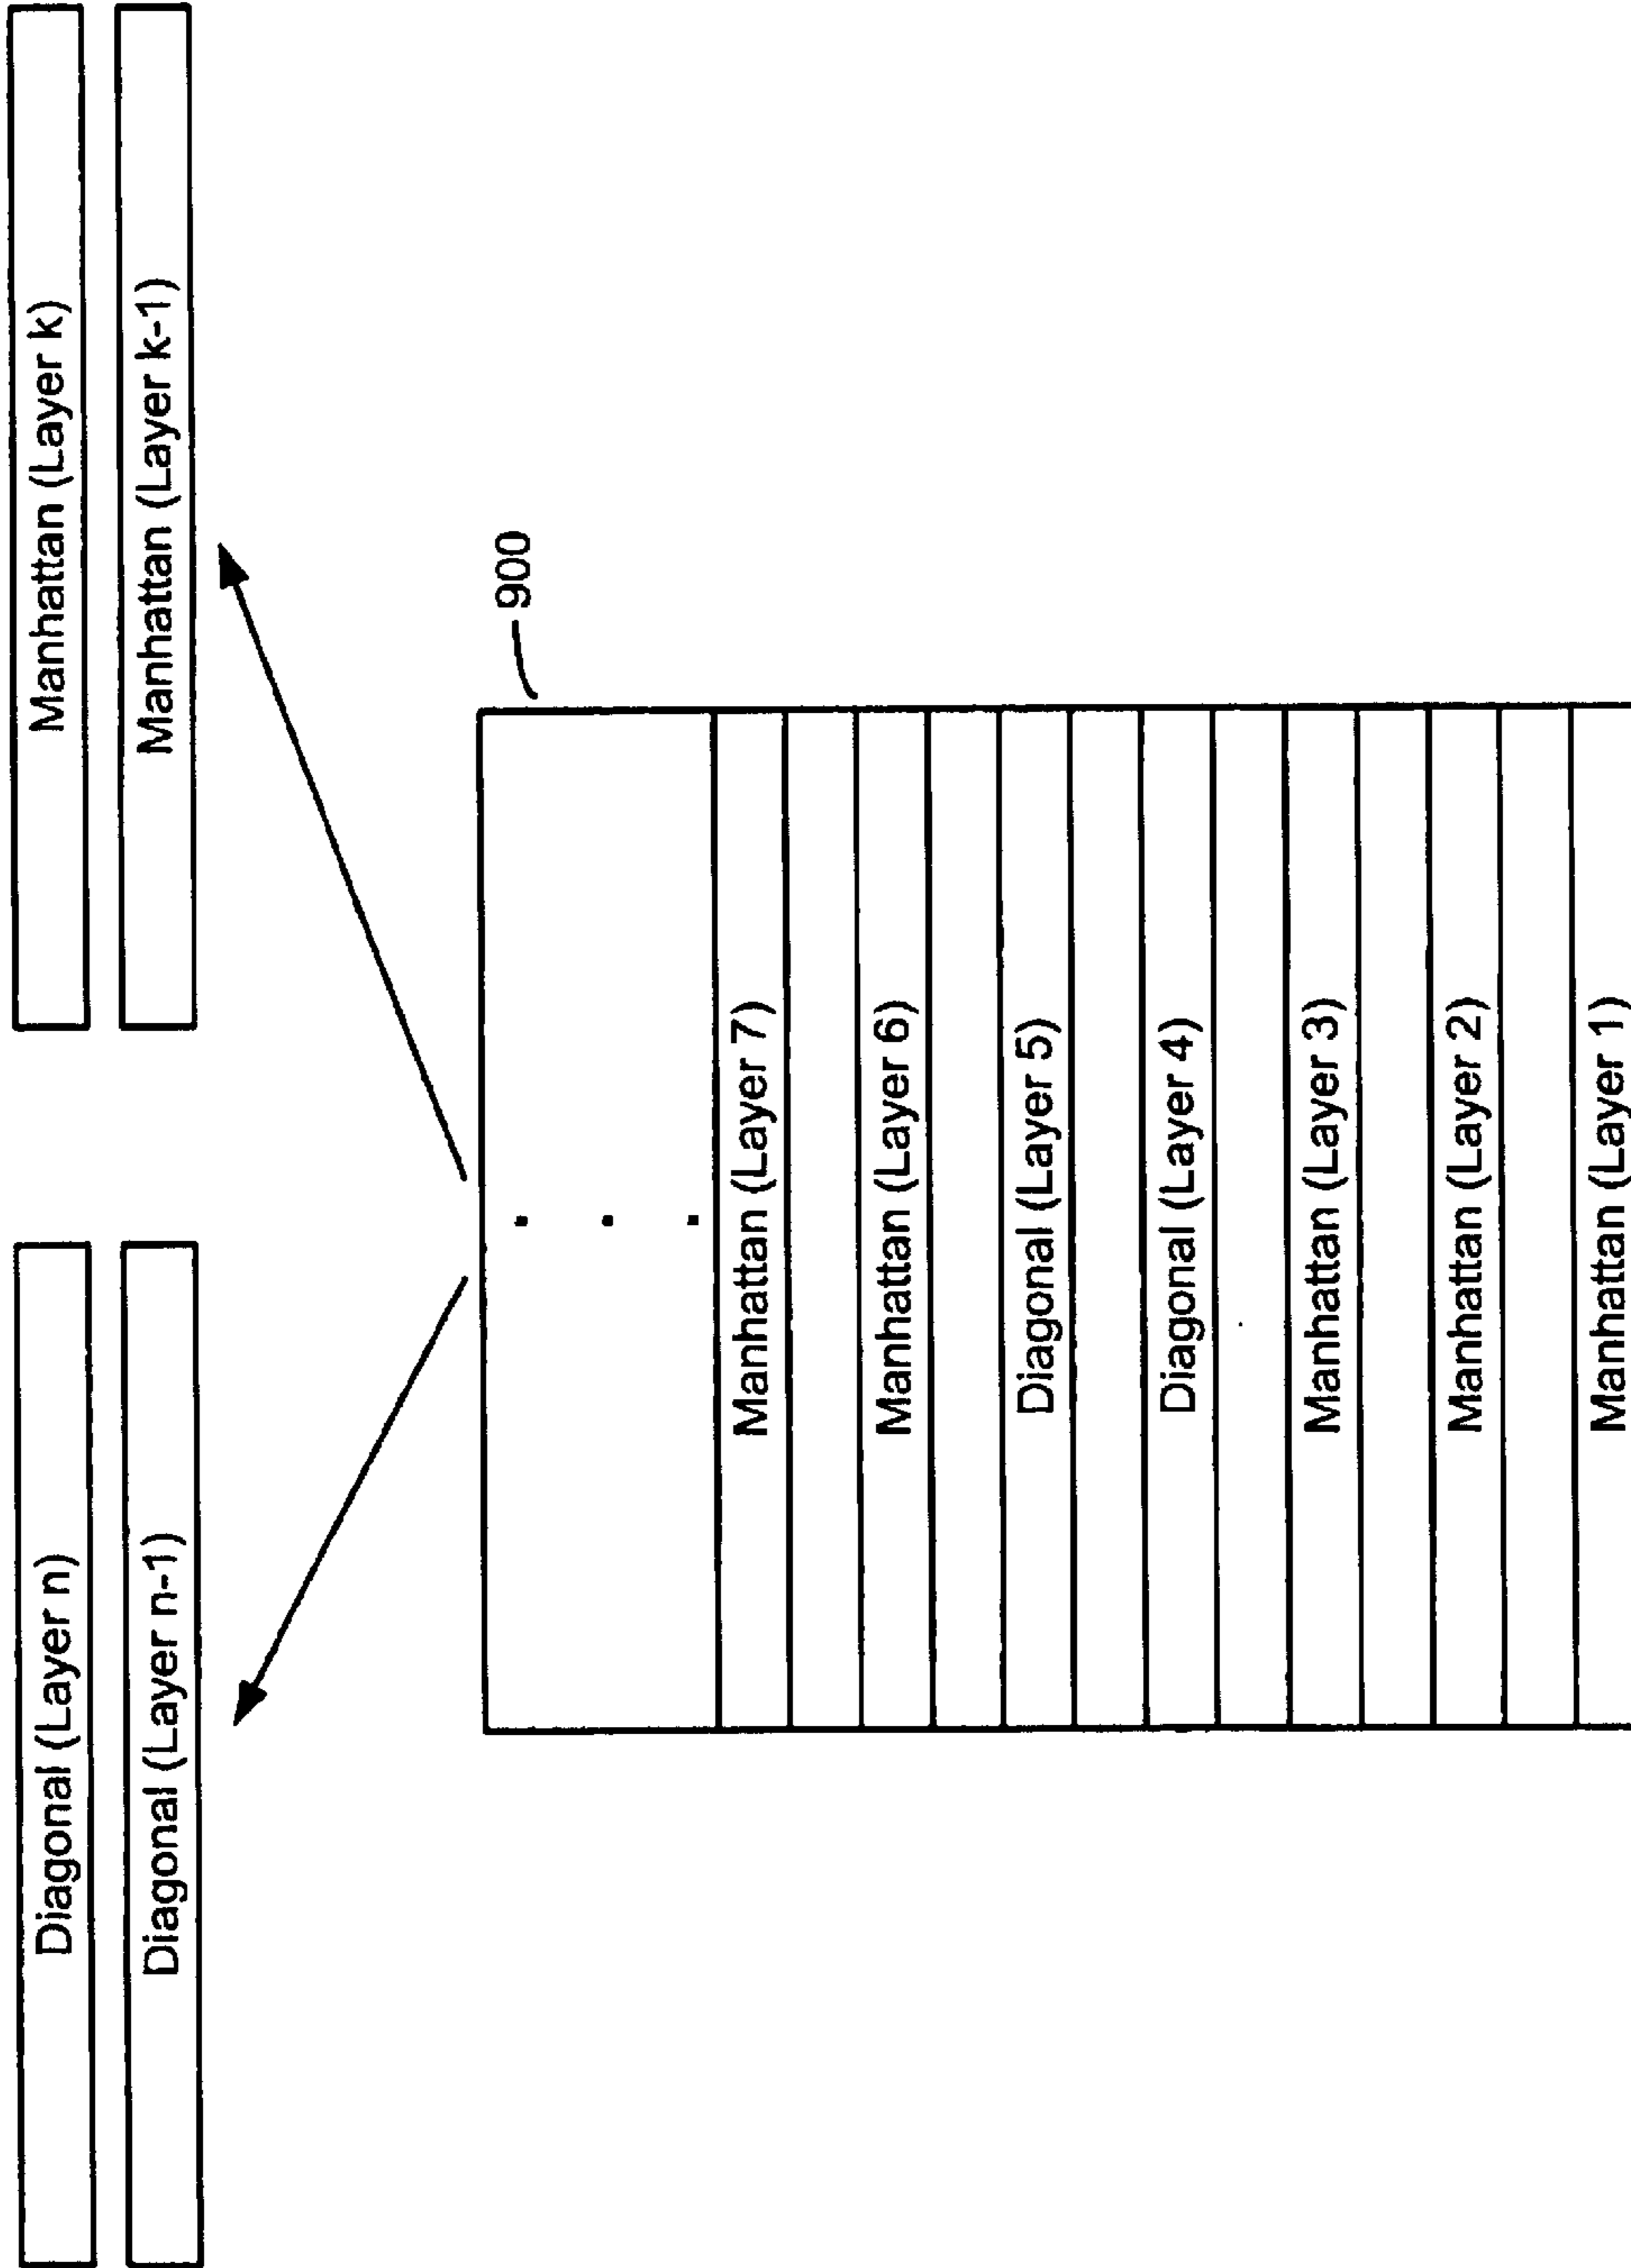 Diagonal (Layer n)
Diagonal (Layer n-1)
Manhattan (Layer k)
Manhattan (Layer k-1)
900
.
.
.
Manhattan (Layer 7)
Manhattan (Layer 6)
Diagonal (Layer 5)
Diagonal (Layer 4)
Manhattan (Layer 3)
Manhattan (Layer 2)
Manhattan (Layer 1)